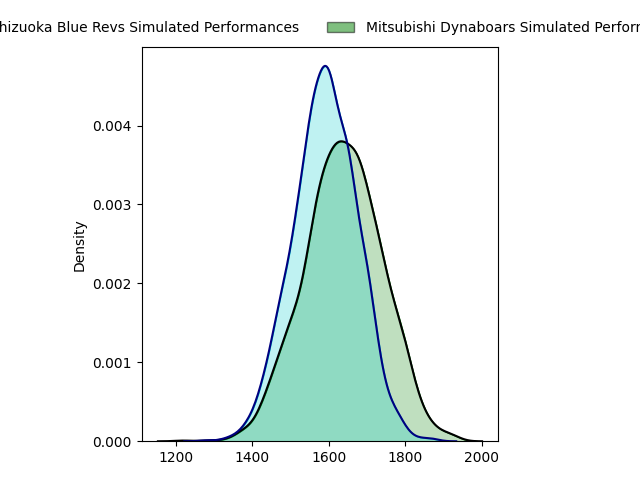 hizuoka Blue Revs Simulated Performances
Mitsubishi Dynaboars Simulated Perfor
Density
0.004
0.003
0.002
0.001
0.000
1200 1400 1600 1800 2000